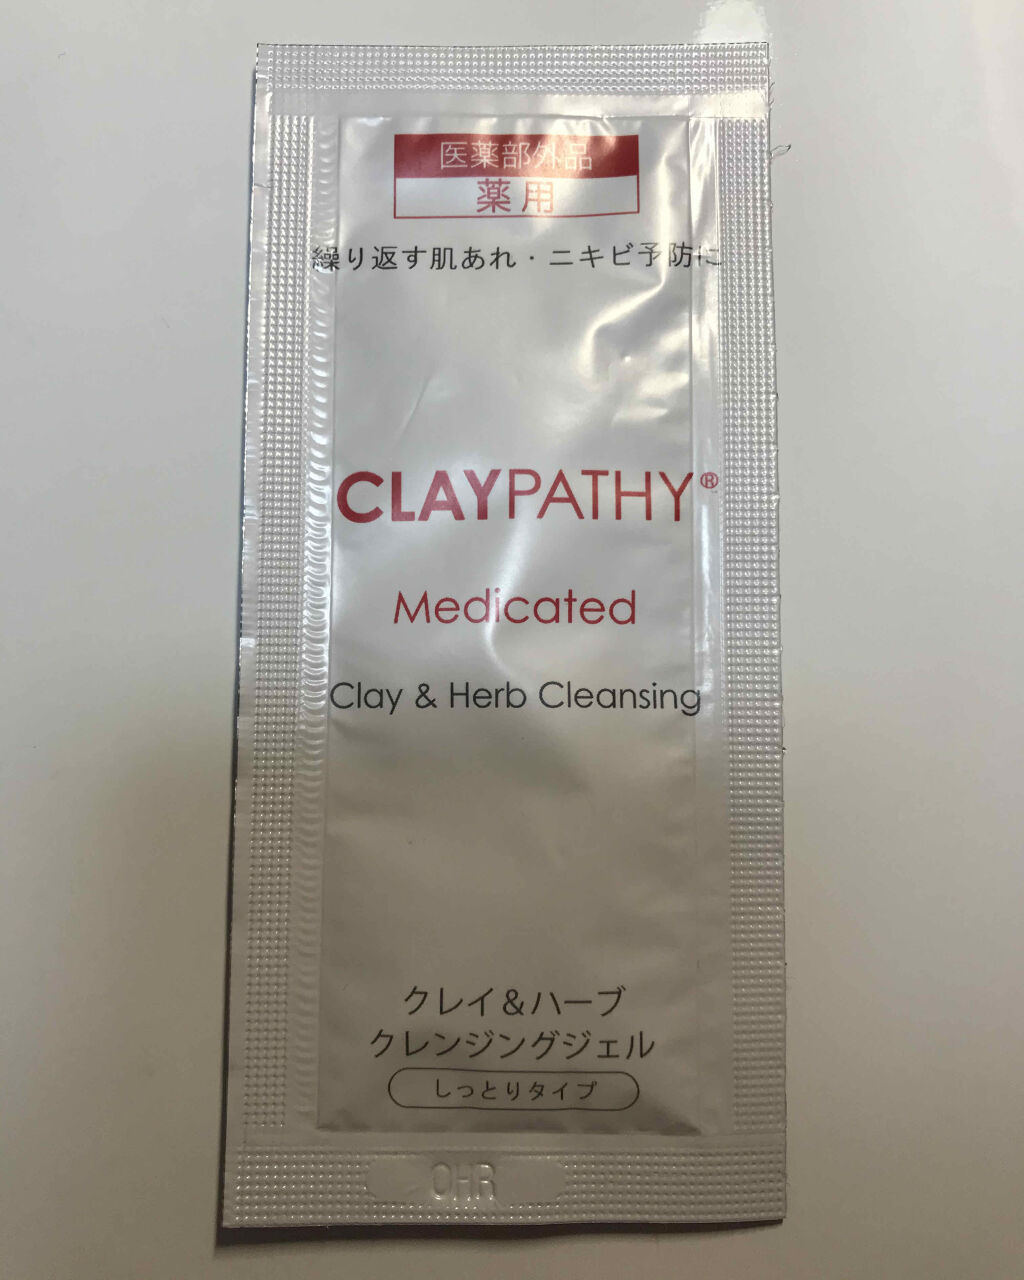 医薬部外品
薬用
繰り返す肌あれ・ニキビ予防に
CLAYPATHY®
Medicated
Clay & Herb Cleansing
クレイ&ハーブ
クレンジングジェル
しっとりタイプ
OHR